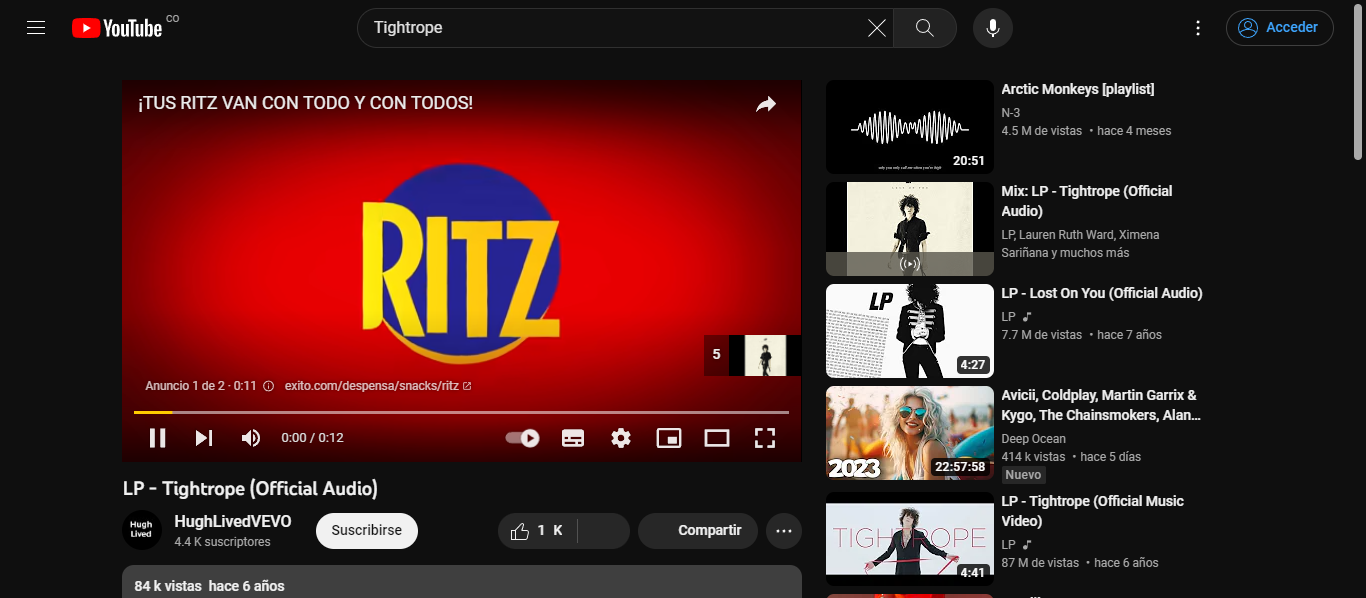 YouTube CO
Tightrope
Acceder
¡TUS RITZ VAN CON TODO Y CON TODOS!
RITZ
5
Anuncio 1 de 2 · 0:11 exito.com/despensa/snacks/ritz
0:00 / 0:12
LP - Tightrope (Official Audio)
Hugh
Lived
HughLivedVEVO
4.4 K suscriptores
Suscribirse
1 K
Compartir
84 k vistas hace 6 años
20:51
Arctic Monkeys [playlist]
N-3
4.5 M de vistas • hace 4 meses
Mix: LP - Tightrope (Official
Audio)
LP, Lauren Ruth Ward, Ximena
Sariñana y muchos más
LP
4:27
LP - Lost On You (Official Audio)
LP
7.7 M de vistas • hace 7 años
2023
22:57:58
Avicii, Coldplay, Martin Garrix &
Kygo, The Chainsmokers, Alan...
Deep Ocean
414 k vistas • hace 5 días
Nuevo
TIGHTROPE
4:41
LP - Tightrope (Official Music
Video)
LP
87 M de vistas • hace 6 años